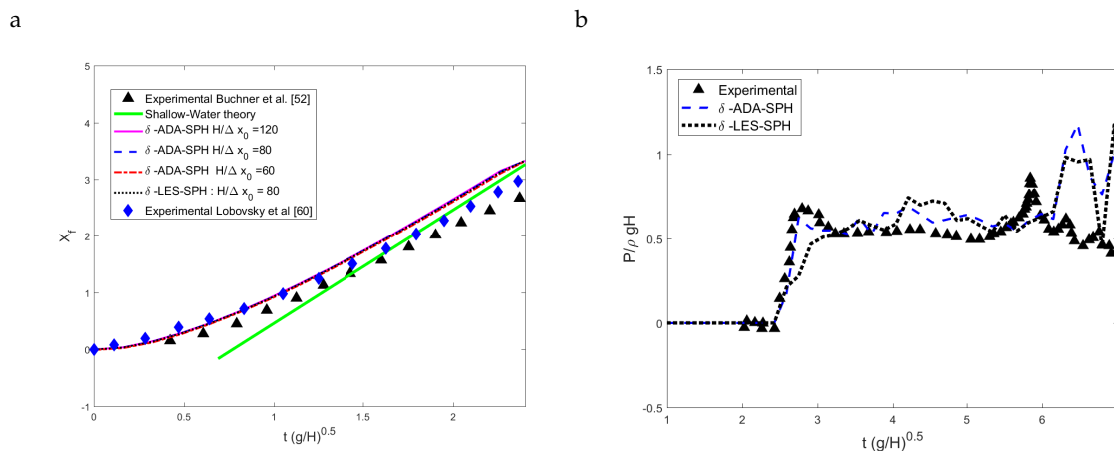 a
b
5
4
3
2
1
0
-1
X_f
Experimental Buchner et al. [52]
Shallow-Water theory
δ -ADA-SPH H/Δ x_0 =120
δ -ADA-SPH H/Δ x_0 =80
δ -ADA-SPH H/Δ x_0 =60
δ -LES-SPH : H/Δ x_0 = 80
Experimental Lobovsky et al [60]
0 0.5 1 1.5 2
t (g/H)^0.5
1.5
1
0.5
0
-0.5
P/ρ gH
Experimental
δ -ADA-SPH
δ -LES-SPH
1 2 3 4 5 6
t (g/H)^0.5